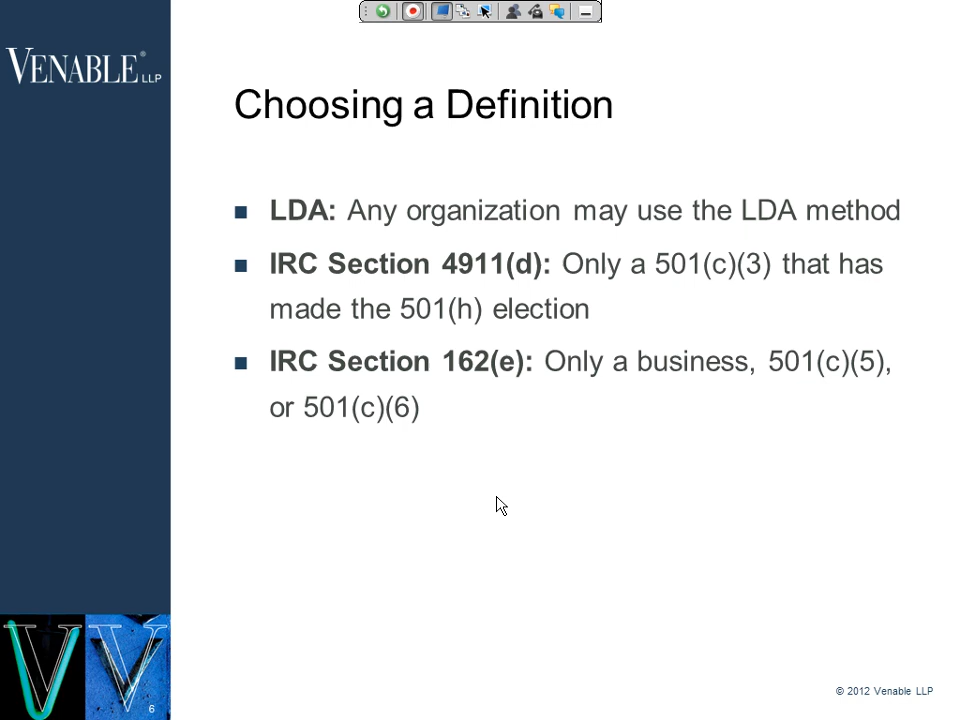 VENABLE® LLP
Choosing a Definition
■ LDA: Any organization may use the LDA method
■ IRC Section 4911(d): Only a 501(c)(3) that has
made the 501(h) election
■ IRC Section 162(e): Only a business, 501(c)(5),
or 501(c)(6)
6
© 2012 Venable LLP